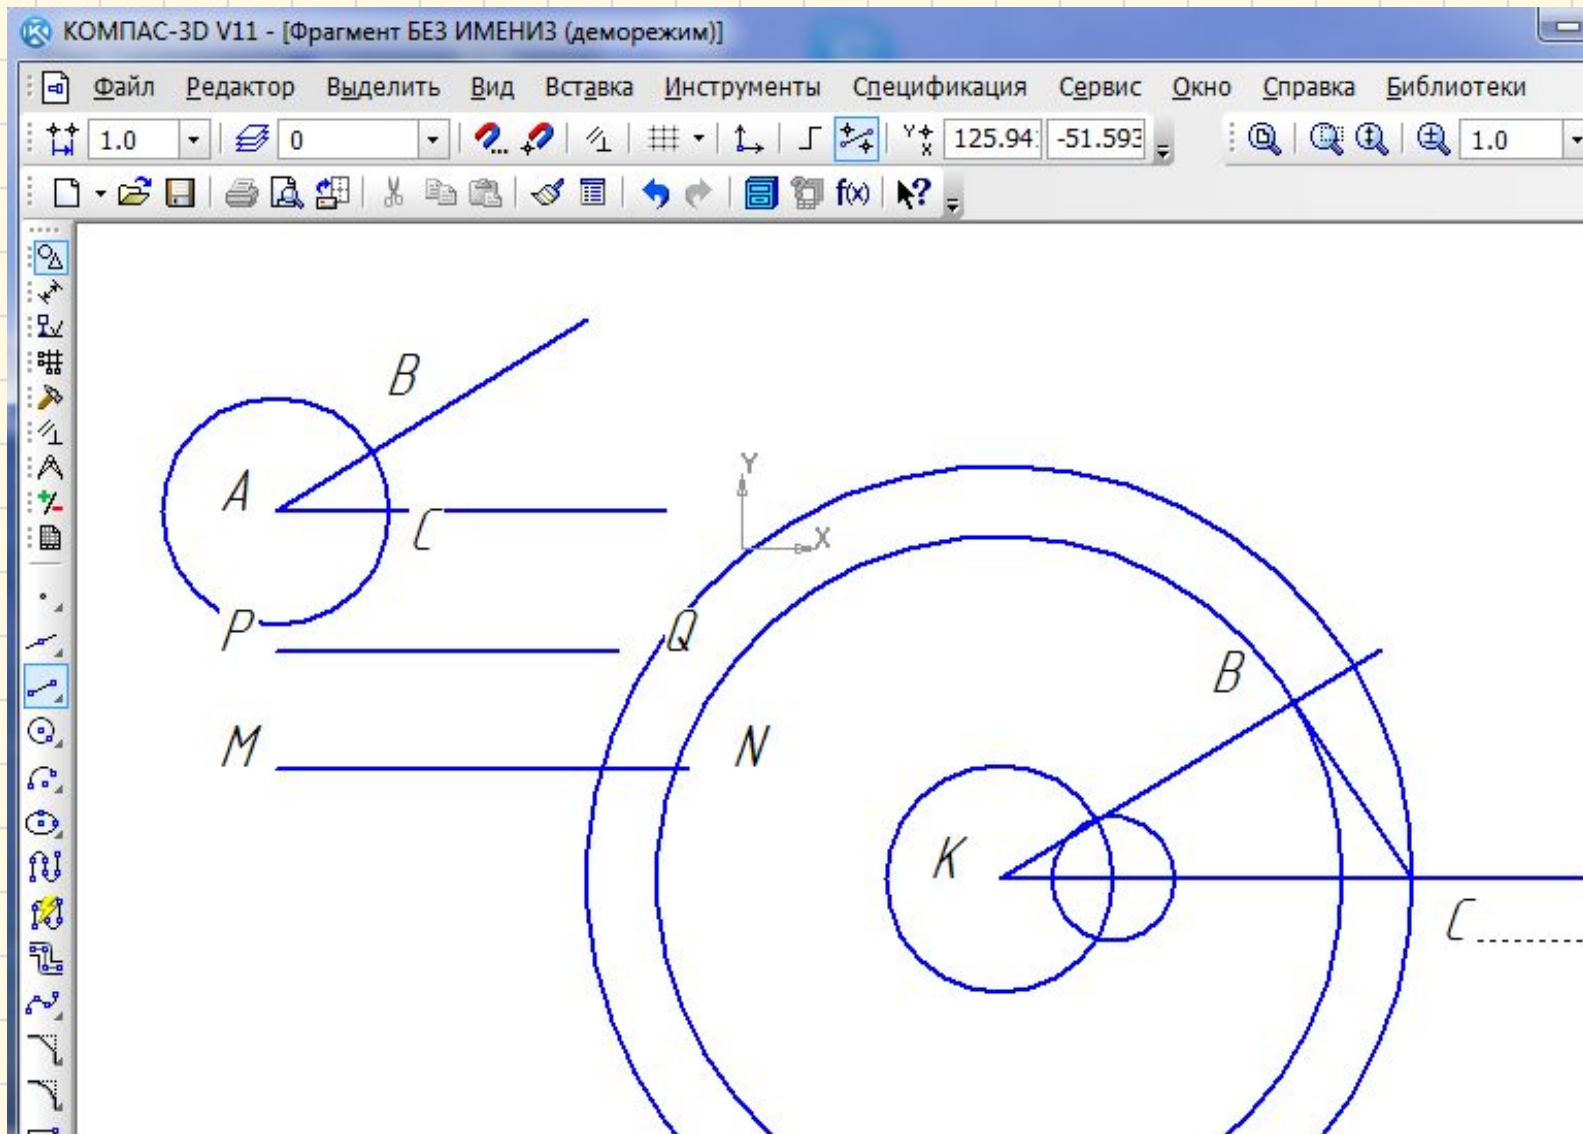 КОМПАС-3D V11 - [Фрагмент БЕЗ ИМЕНИ3 (деморежим)]
Файл Редактор Выделить Вид Вставка Инструменты Спецификация Сервис Окно Справка Библиотеки
1.0 0 Y X 125.94 -51.593 1.0
f(x) ?
B
A
Y
C
X
P Q
B
M N
K
C